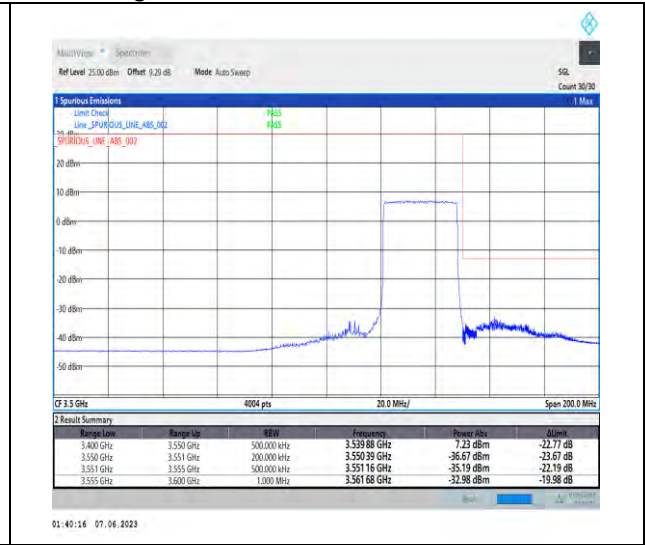 MultiView Spectrum
Ref Level 25.00 dBm Offset 9.29 dB Mode Auto Sweep SGL
Count 30/30
1 Spurious Emissions 1 Max
Limit Check PASS
Line _SPURIOUS_LINE_ABS_002 PASS
_SPURIOUS_LINE_ABS_002
20 dBm
10 dBm
0 dBm
-10 dBm
-20 dBm
-30 dBm
-40 dBm
-50 dBm
CF 3.5 GHz 4004 pts 20.0 MHz/ Span 200.0 MHz
2 Result Summary
Range Low Range Up RBW Frequency Power Abs ΔLimit
3.400 GHz 3.550 GHz 500.000 kHz 3.539 88 GHz 7.23 dBm -22.77 dB
3.550 GHz 3.551 GHz 200.000 kHz 3.550 39 GHz -36.67 dBm -23.67 dB
3.551 GHz 3.555 GHz 500.000 kHz 3.551 16 GHz -35.19 dBm -22.19 dB
3.555 GHz 3.600 GHz 1.000 MHz 3.561 68 GHz -32.98 dBm -19.98 dB
01:40:16 07.06.2023